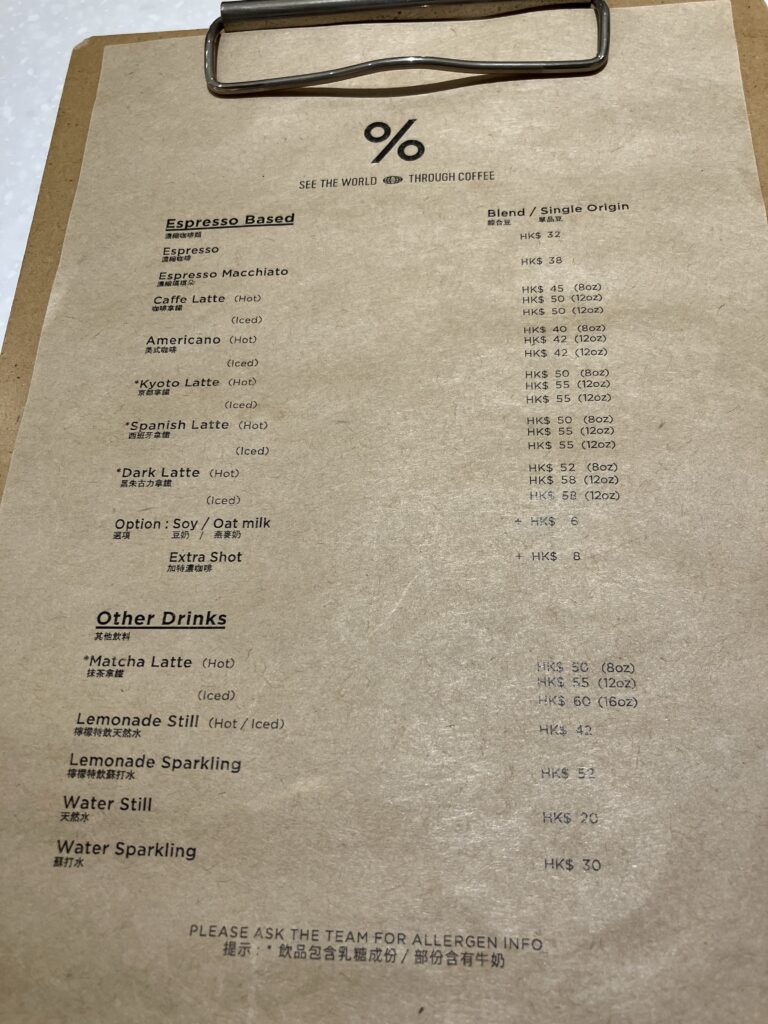 %
SEE THE WORLD THROUGH COFFEE
Espresso Based Blend / Single Origin
濃縮咖啡類 綜合豆 單品豆
Espresso HK$ 32
濃縮咖啡
Espresso Macchiato HK$ 38
濃縮瑪琪朵
Caffe Latte (Hot) HK$ 45 (8oz)
咖啡拿鐵 HK$ 50 (12oz)
(Iced) HK$ 50 (12oz)
Americano (Hot) HK$ 40 (8oz)
美式咖啡 HK$ 42 (12oz)
(Iced) HK$ 42 (12oz)
*Kyoto Latte (Hot) HK$ 50 (8oz)
京都拿鐵 HK$ 55 (12oz)
(Iced) HK$ 55 (12oz)
*Spanish Latte (Hot) HK$ 50 (8oz)
西班牙拿鐵 HK$ 55 (12oz)
(Iced) HK$ 55 (12oz)
*Dark Latte (Hot) HK$ 52 (8oz)
黑朱古力拿鐵 HK$ 58 (12oz)
(Iced) HK$ 58 (12oz)
Option : Soy / Oat milk + HK$ 6
選項 豆奶 / 燕麥奶
Extra Shot + HK$ 8
加特濃咖啡
Other Drinks
其他飲料
*Matcha Latte (Hot) HK$ 50 (8oz)
抹茶拿鐵 HK$ 55 (12oz)
(Iced) HK$ 60 (16oz)
Lemonade Still (Hot / Iced) HK$ 42
檸檬特飲天然水
Lemonade Sparkling HK$ 52
檸檬特飲蘇打水
Water Still HK$ 20
天然水
Water Sparkling HK$ 30
蘇打水
PLEASE ASK THE TEAM FOR ALLERGEN INFO
提示 : * 飲品包含乳糖成份 / 部份含有牛奶